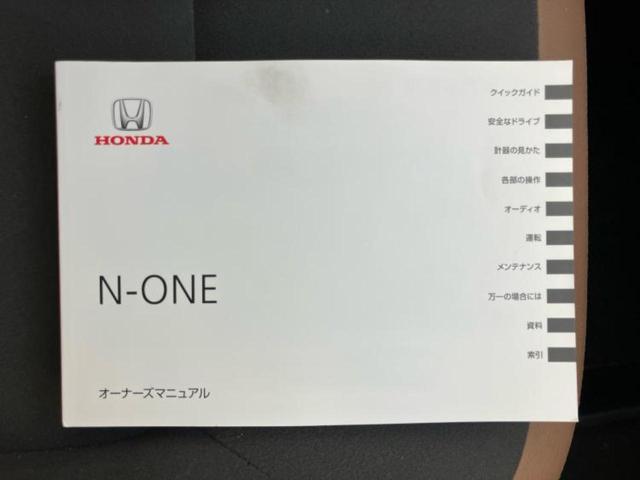 HONDA
N-ONE
オーナーズマニュアル
クイックガイド
安全なドライブ
計器の見かた
各部の操作
オーディオ
運転
メンテナンス
万一の場合には
資料
索引